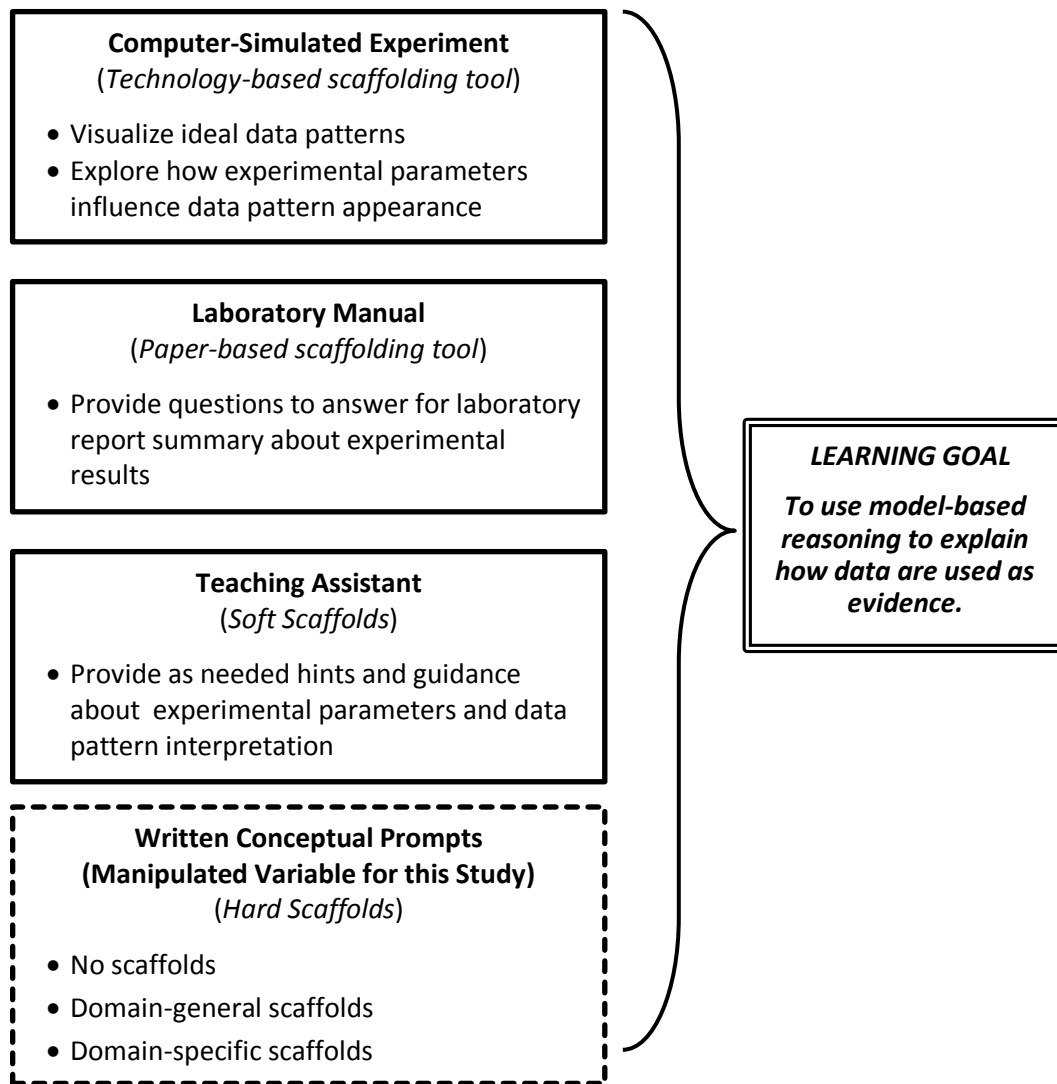 Computer-Simulated Experiment
(Technology-based scaffolding tool)
• Visualize ideal data patterns
• Explore how experimental parameters
influence data pattern appearance
Laboratory Manual
(Paper-based scaffolding tool)
• Provide questions to answer for laboratory
report summary about experimental
results
Teaching Assistant
(Soft Scaffolds)
• Provide as needed hints and guidance
about experimental parameters and data
pattern interpretation
Written Conceptual Prompts
(Manipulated Variable for this Study)
(Hard Scaffolds)
• No scaffolds
• Domain-general scaffolds
• Domain-specific scaffolds
LEARNING GOAL
To use model-based
reasoning to explain
how data are used as
evidence.